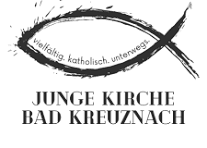 vielfältig. katholisch. unterwegs.
JUNGE KIRCHE
BAD KREUZNACH